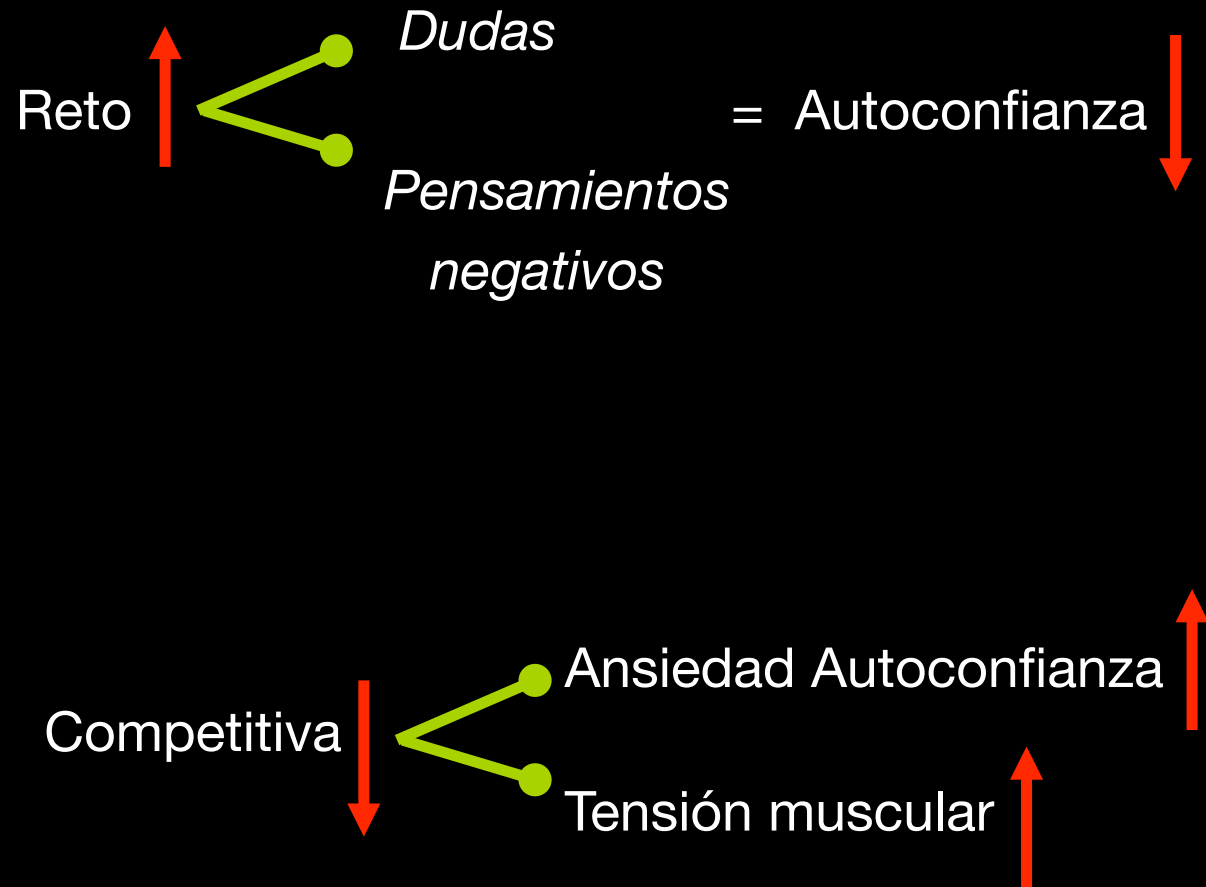 Dudas
Reto
= Autoconfianza
Pensamientos
negativos
Ansiedad Autoconfianza
Competitiva
Tensión muscular